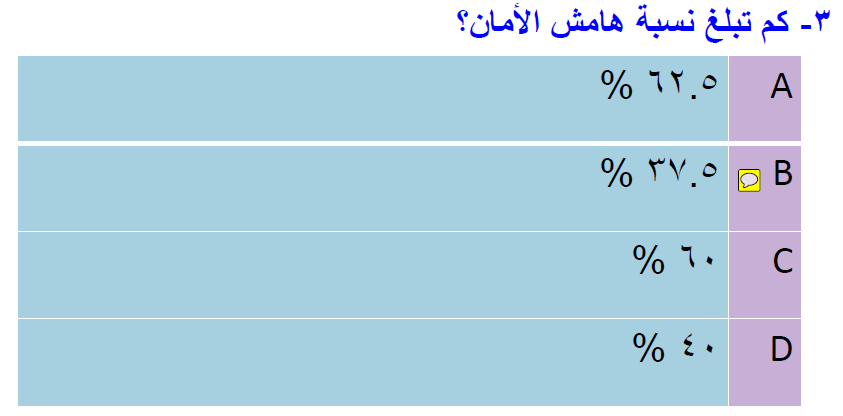 ٣- كم تبلغ نسبة هامش الأمان؟
A ٦٢.٥ %
B ٣٧.٥ %
C ٦٠ %
D ٤٠ %